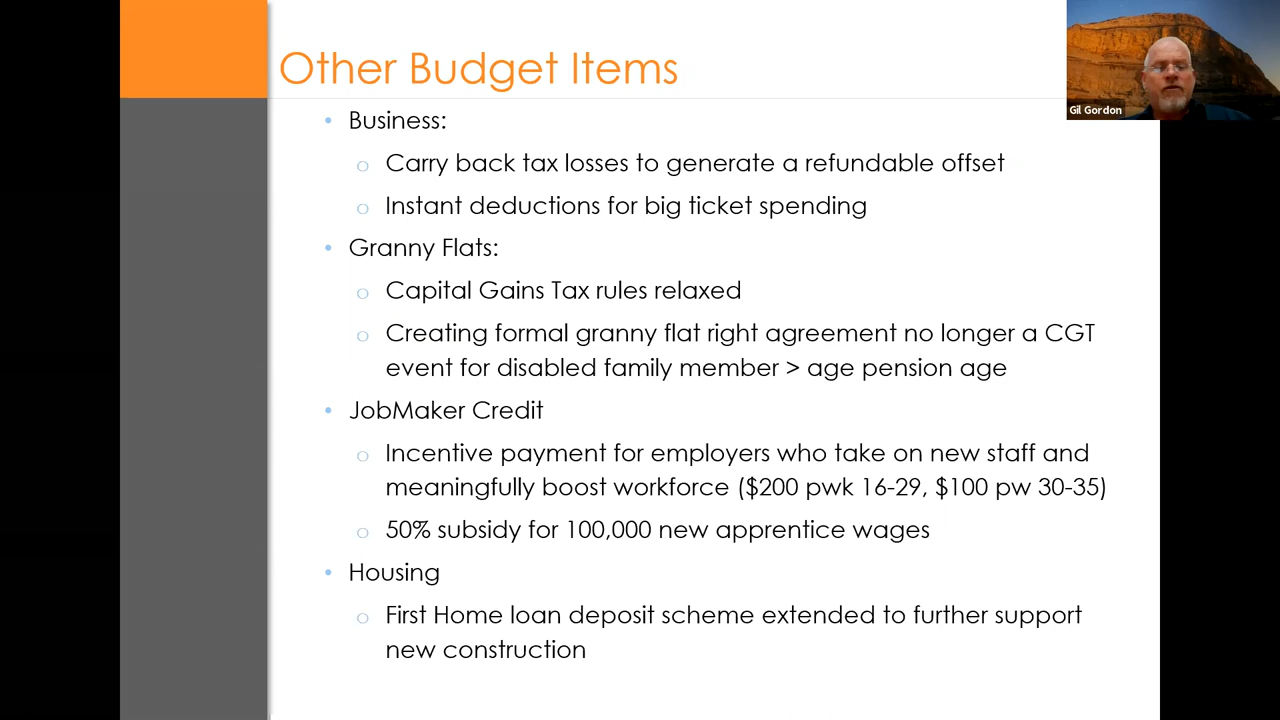 Other Budget Items
Gil Gordon
• Business:
o Carry back tax losses to generate a refundable offset
o Instant deductions for big ticket spending
• Granny Flats:
o Capital Gains Tax rules relaxed
o Creating formal granny flat right agreement no longer a CGT
event for disabled family member > age pension age
• JobMaker Credit
o Incentive payment for employers who take on new staff and
meaningfully boost workforce ($200 pwk 16-29, $100 pw 30-35)
o 50% subsidy for 100,000 new apprentice wages
• Housing
o First Home loan deposit scheme extended to further support
new construction